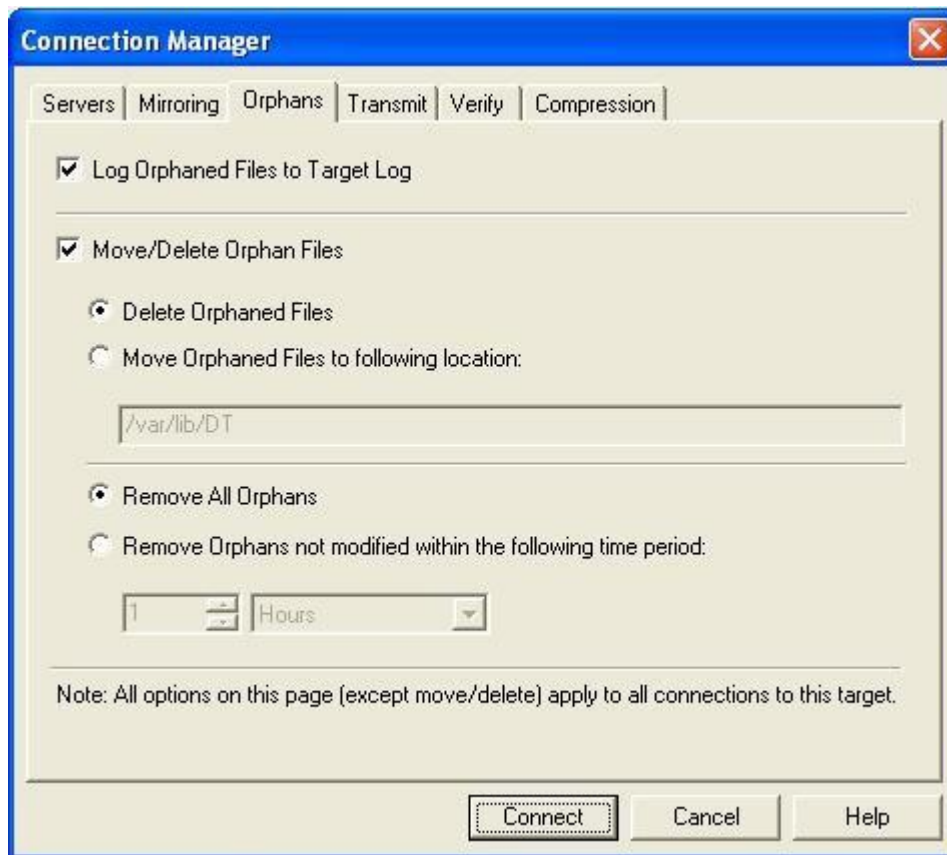 Connection Manager
Servers Mirroring Orphans Transmit Verify Compression
Log Orphaned Files to Target Log
Move/Delete Orphan Files
Delete Orphaned Files
Move Orphaned Files to following location:
/var/lib/DT
Remove All Orphans
Remove Orphans not modified within the following time period:
1 Hours
Note: All options on this page (except move/delete) apply to all connections to this target.
Connect Cancel Help